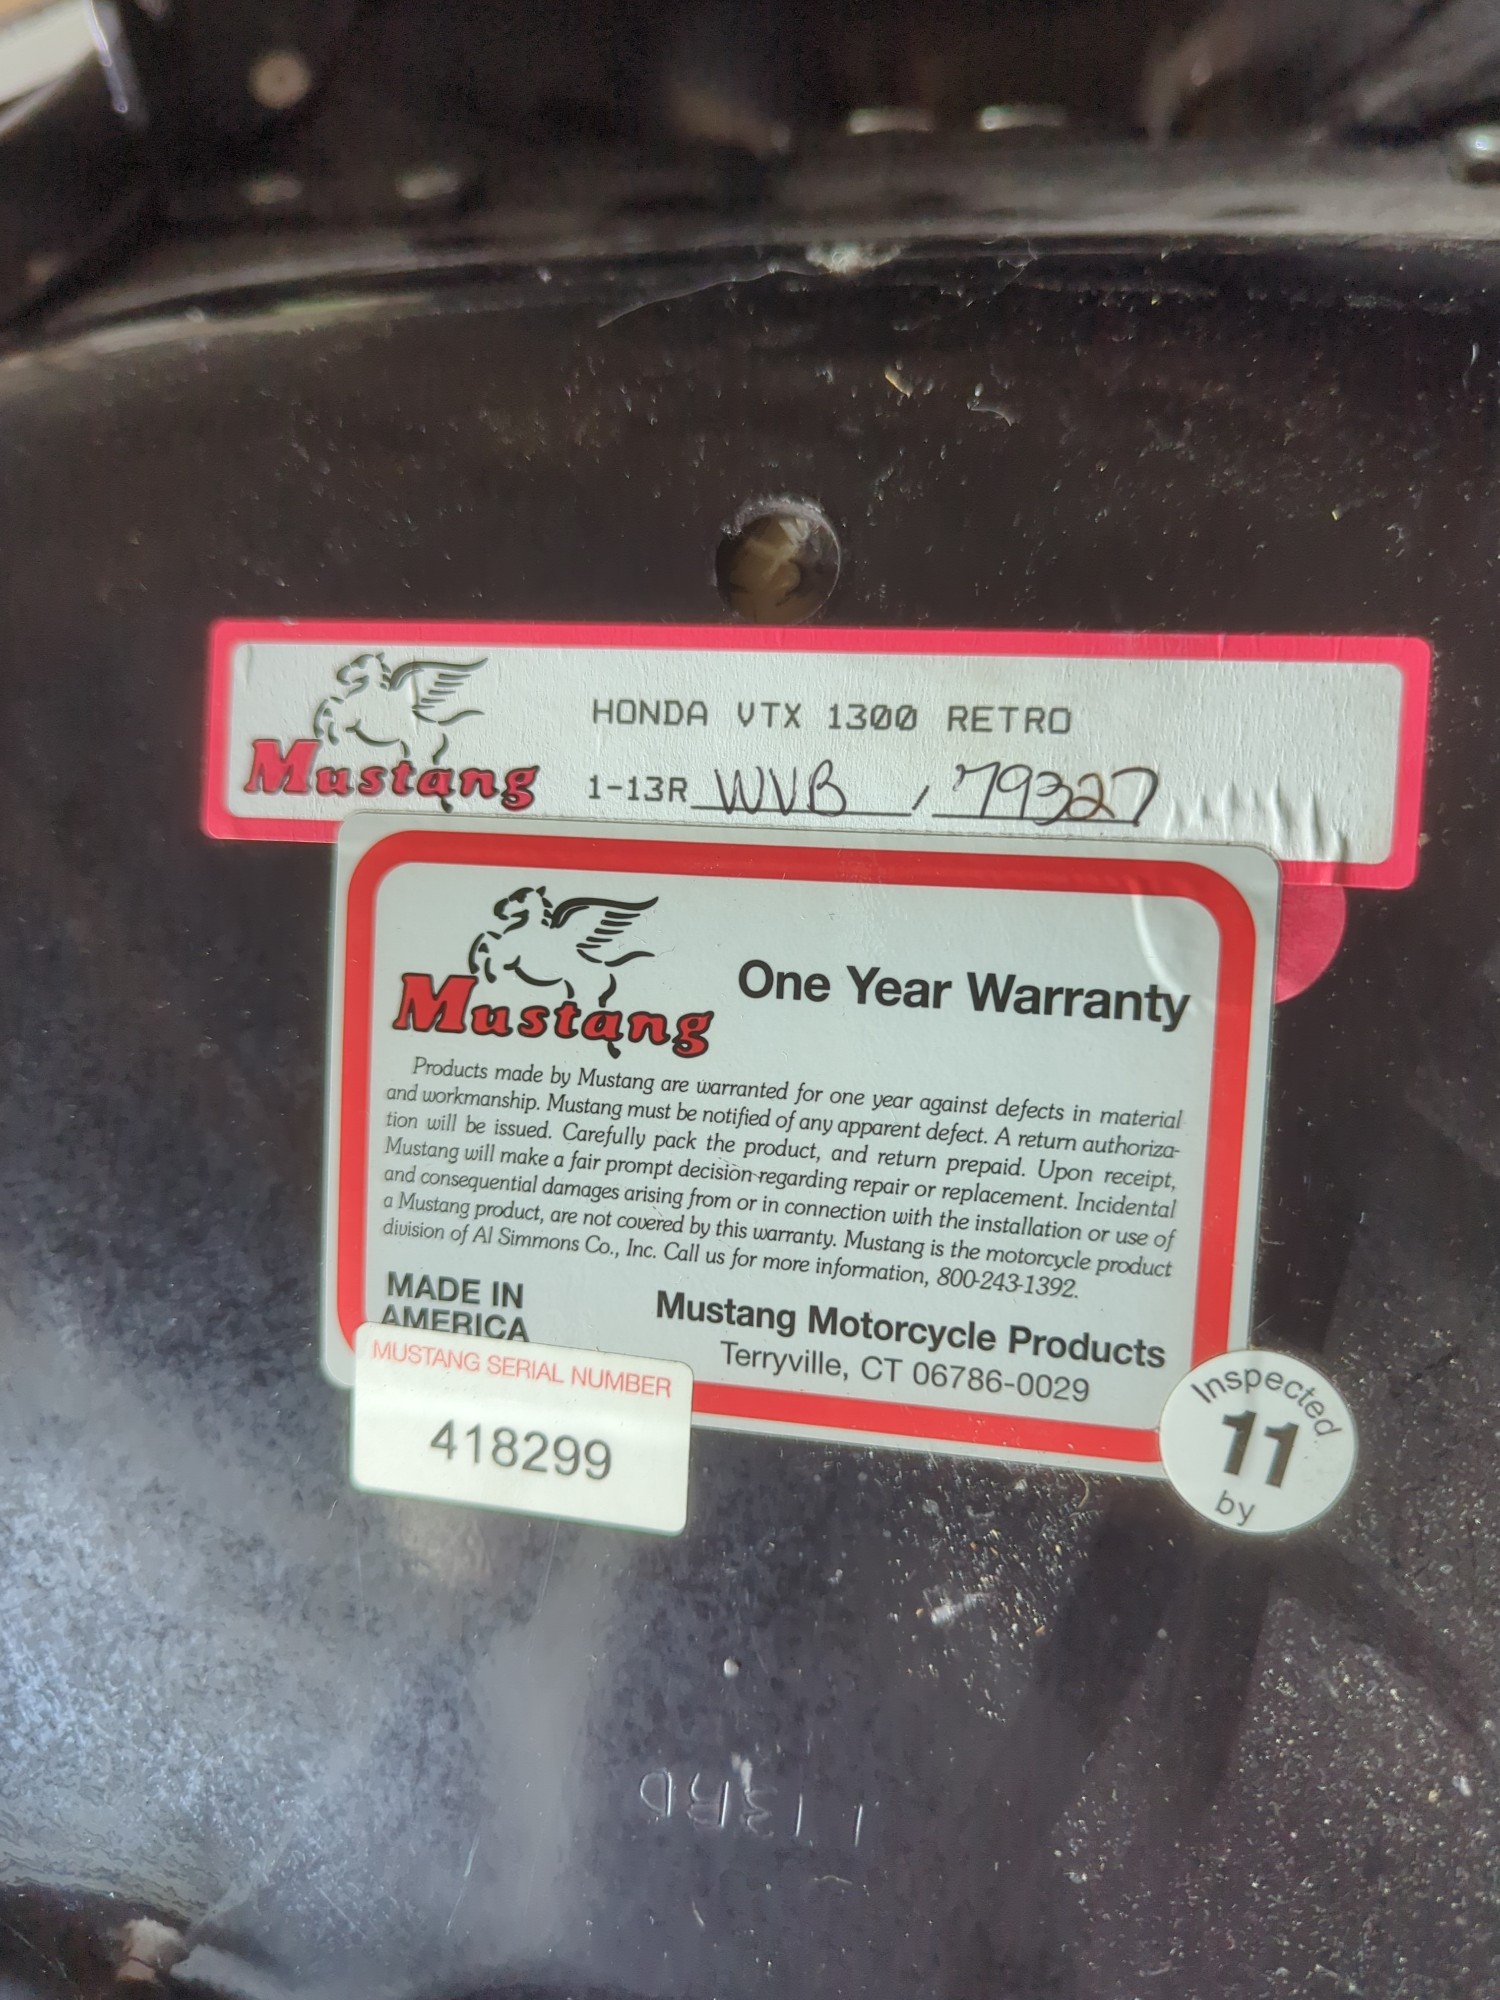 Mustang
HONDA VTX 1300 RETRO
1-13R WVB , 79327
Mustang
One Year Warranty
Products made by Mustang are warranted for one year against defects in material
and workmanship. Mustang must be notified of any apparent defect. A return authoriza-
tion will be issued. Carefully pack the product, and return prepaid. Upon receipt,
Mustang will make a fair prompt decision regarding repair or replacement. Incidental
and consequential damages arising from or in connection with the installation or use of
a Mustang product, are not covered by this warranty. Mustang is the motorcycle product
division of Al Simmons Co., Inc. Call us for more information, 800-243-1392.
MADE IN
AMERICA
Mustang Motorcycle Products
Terryville, CT 06786-0029
MUSTANG SERIAL NUMBER
418299
Inspected
11
by